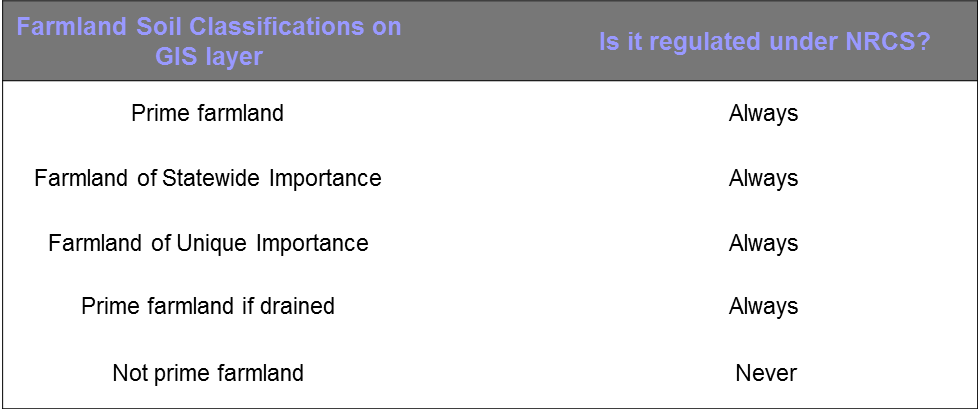 Farmland Soil Classifications on
GIS layer
Is it regulated under NRCS?
Prime farmland Always
Farmland of Statewide Importance Always
Farmland of Unique Importance Always
Prime farmland if drained Always
Not prime farmland Never